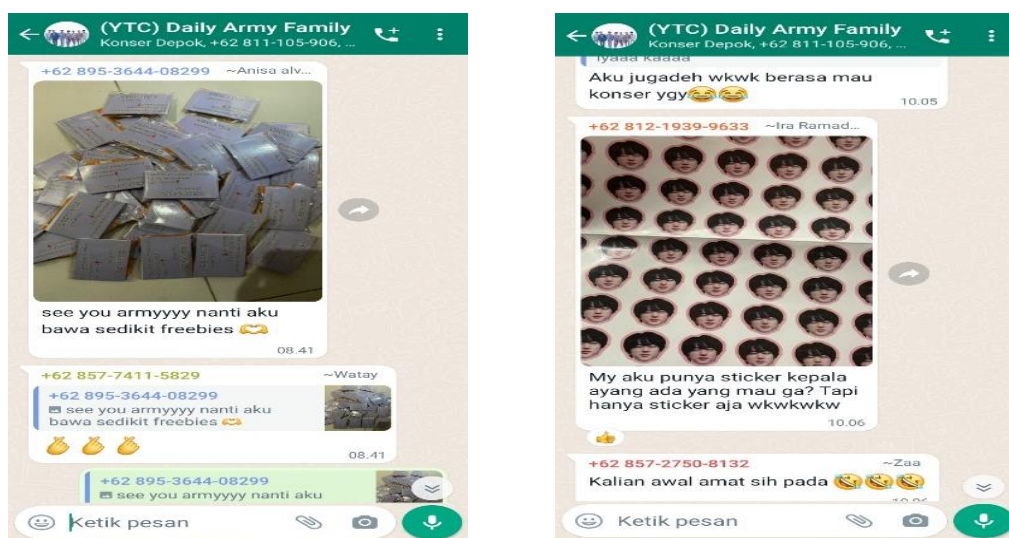 (YTC) Daily Army Family
Konser Depok, +62 811-105-906, ...
+62 895-3644-08299 ~Anisa alv...
see you armyyyy nanti aku
bawa sedikit freebies 🫶
08.41
+62 857-7411-5829 ~Watay
+62 895-3644-08299
see you armyyyy nanti aku
bawa sedikit freebies 🫶
🫰 🫰 🫰
08.41
+62 895-3644-08299
see you armyyyy nanti aku
Ketik pesan
(YTC) Daily Army Family
Konser Depok, +62 811-105-906, ...
Iyaaa Kaaaa
Aku jugadeh wkwk berasa mau
konser ygy😂😂
10.05
+62 812-1939-9633 ~Ira Ramad...
My aku punya sticker kepala
ayang ada yang mau ga? Tapi
hanya sticker aja wkwkwkw
10.06
👍
+62 857-2750-8132 ~Zaa
Kalian awal amat sih pada 🤣🤣🤣
10.06
Ketik pesan